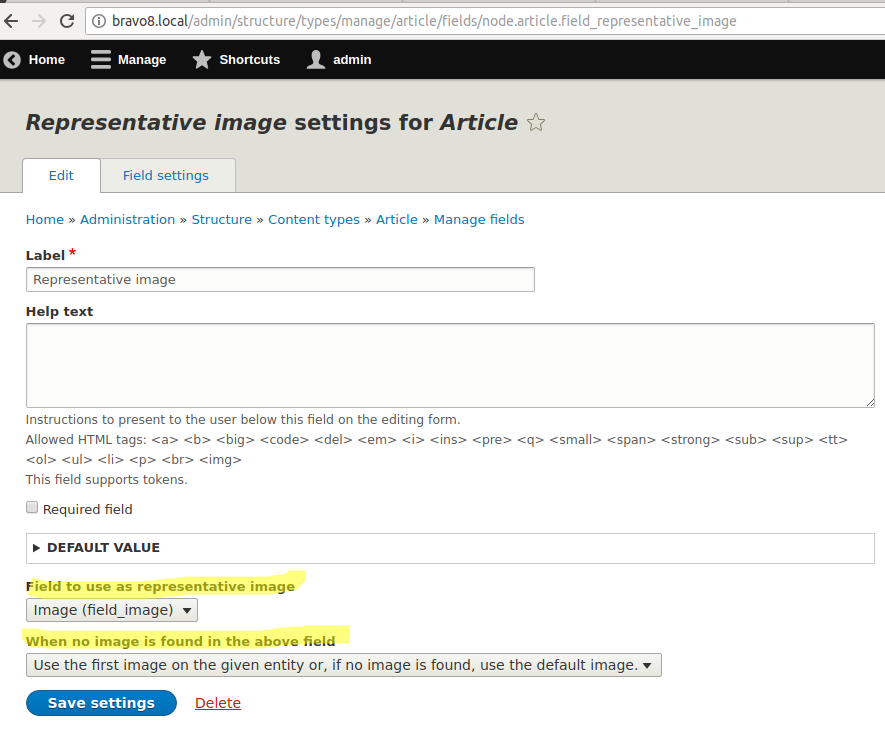 bravo8.local/admin/structure/types/manage/article/fields/node.article.field_representative_image
Home Manage Shortcuts admin
Representative image settings for Article
Edit Field settings
Home » Administration » Structure » Content types » Article » Manage fields
Label *
Representative image
Help text
Instructions to present to the user below this field on the editing form.
Allowed HTML tags: <a> <b> <big> <code> <del> <em> <i> <ins> <pre> <q> <small> <span> <strong> <sub> <sup> <tt>
<ol> <ul> <li> <p> <br> <img>
This field supports tokens.
Required field
DEFAULT VALUE
Field to use as representative image
Image (field_image)
When no image is found in the above field
Use the first image on the given entity or, if no image is found, use the default image.
Save settings Delete